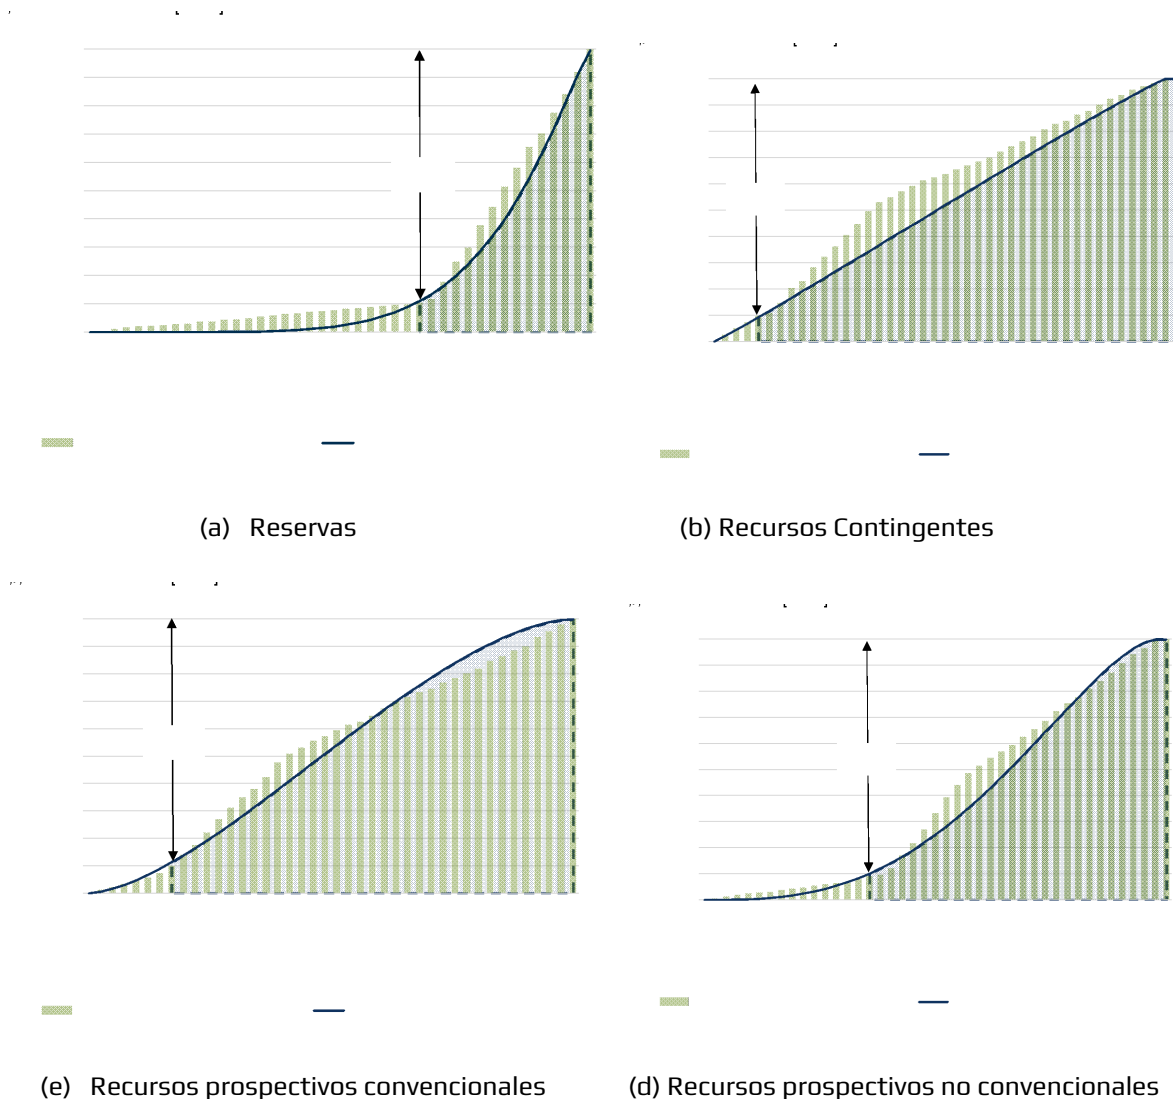 (a) Reservas
(b) Recursos Contingentes
(e) Recursos prospectivos convencionales
(d) Recursos prospectivos no convencionales